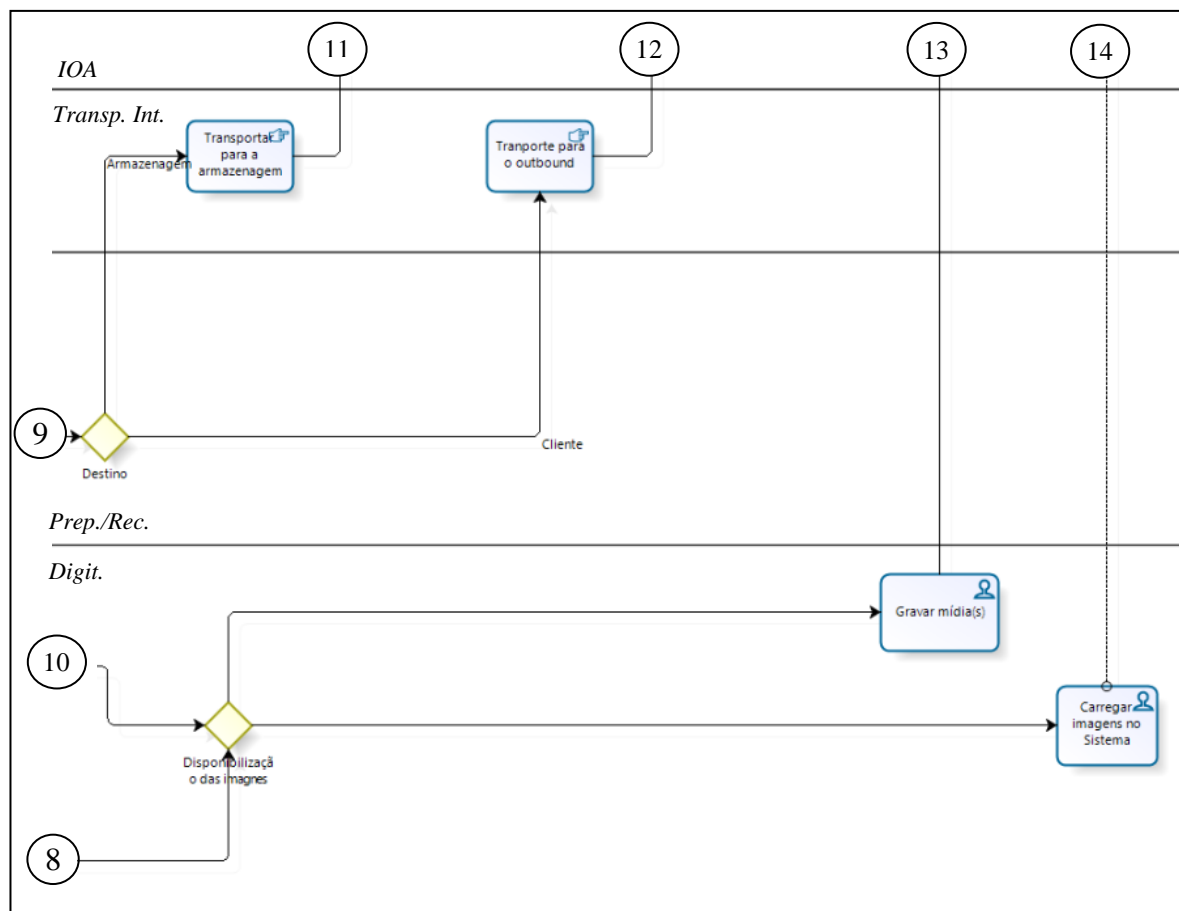 11
12
13
14
IOA
Transp. Int.
Transportar
para a
armazenagem
Tranporte para
o outbound
Armazenagem
9
Cliente
Destino
Prep./Rec.
Digit.
Gravar mídia(s)
10
Carregar
imagens no
Sistema
Disponibilizaçã
o das imagnes
8